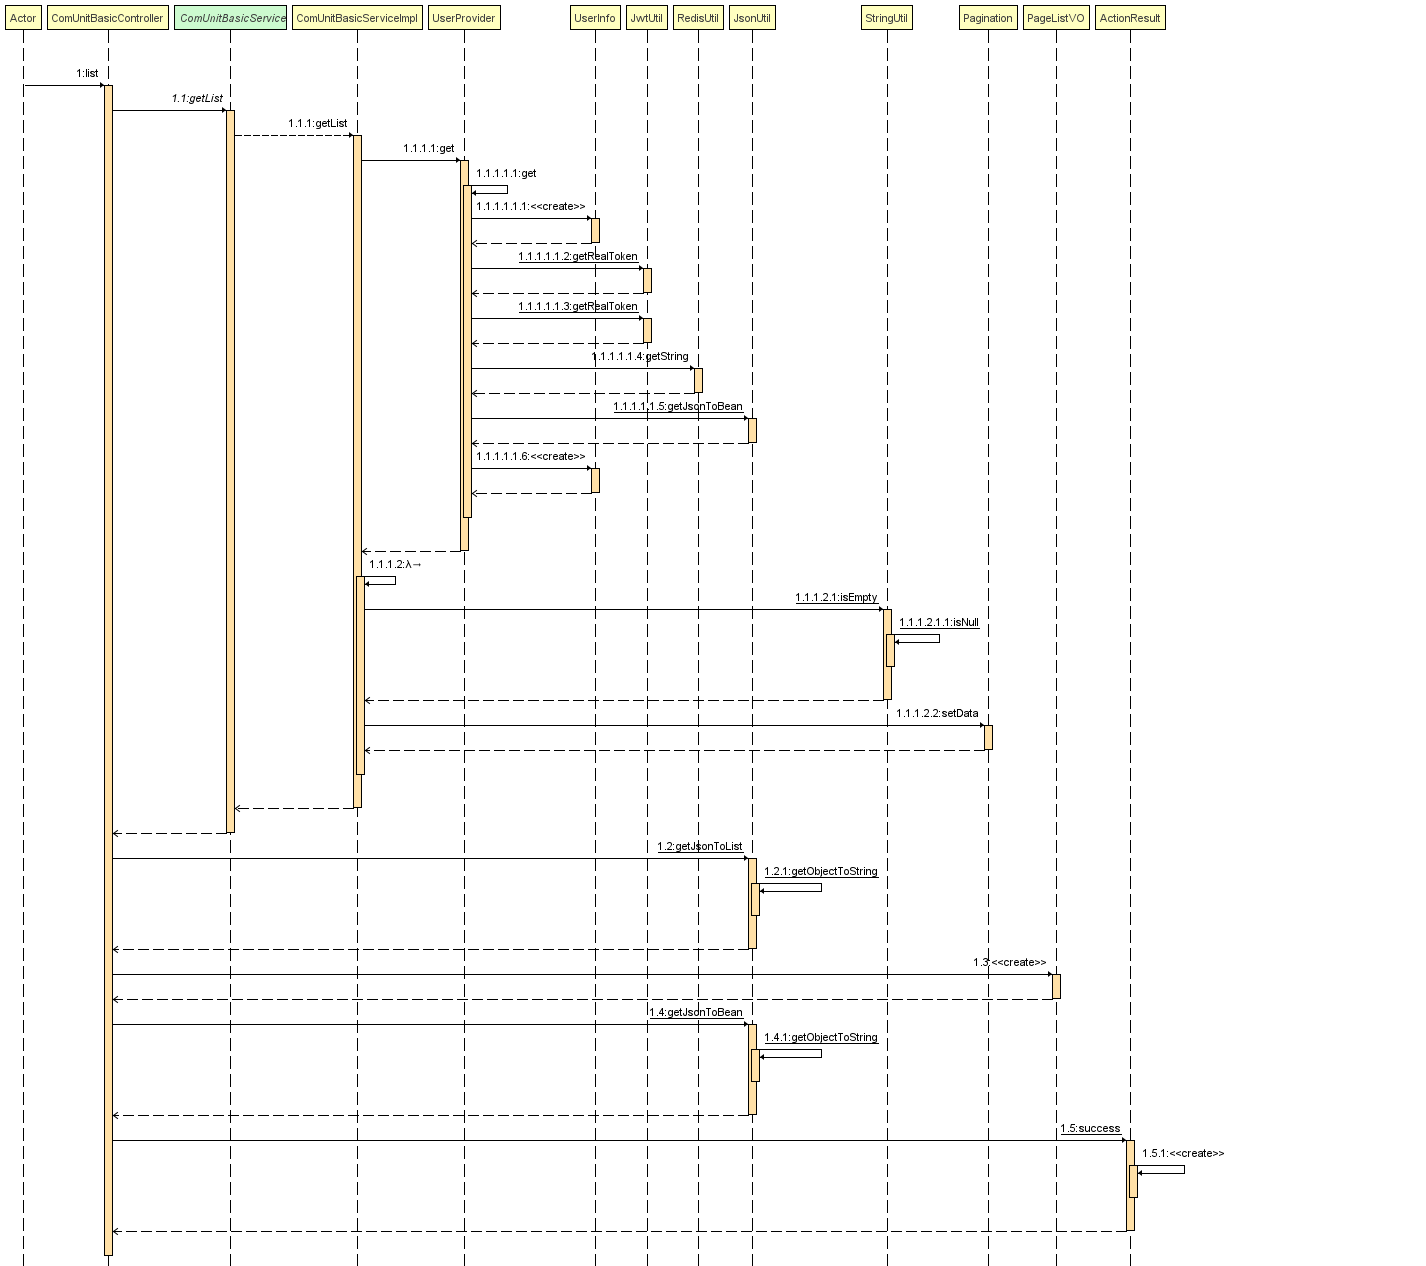 Actor ComUnitBasicController ComUnitBasicService ComUnitBasicServiceImpl UserProvider UserInfo JwtUtil RedisUtil JsonUtil StringUtil Pagination PageListVO ActionResult
1:list
1.1:getList
1.1.1:getList
1.1.1.1:get
1.1.1.1.1:get
1.1.1.1.1.1:<<create>>
1.1.1.1.1.2:getRealToken
1.1.1.1.1.3:getRealToken
1.1.1.1.1.4:getString
1.1.1.1.1.5:getJsonToBean
1.1.1.1.1.6:<<create>>
1.1.1.2:λ→
1.1.1.2.1:isEmpty
1.1.1.2.1.1:isNull
1.1.1.2.2:setData
1.2:getJsonToList
1.2.1:getObjectToString
1.3:<<create>>
1.4:getJsonToBean
1.4.1:getObjectToString
1.5:success
1.5.1:<<create>>